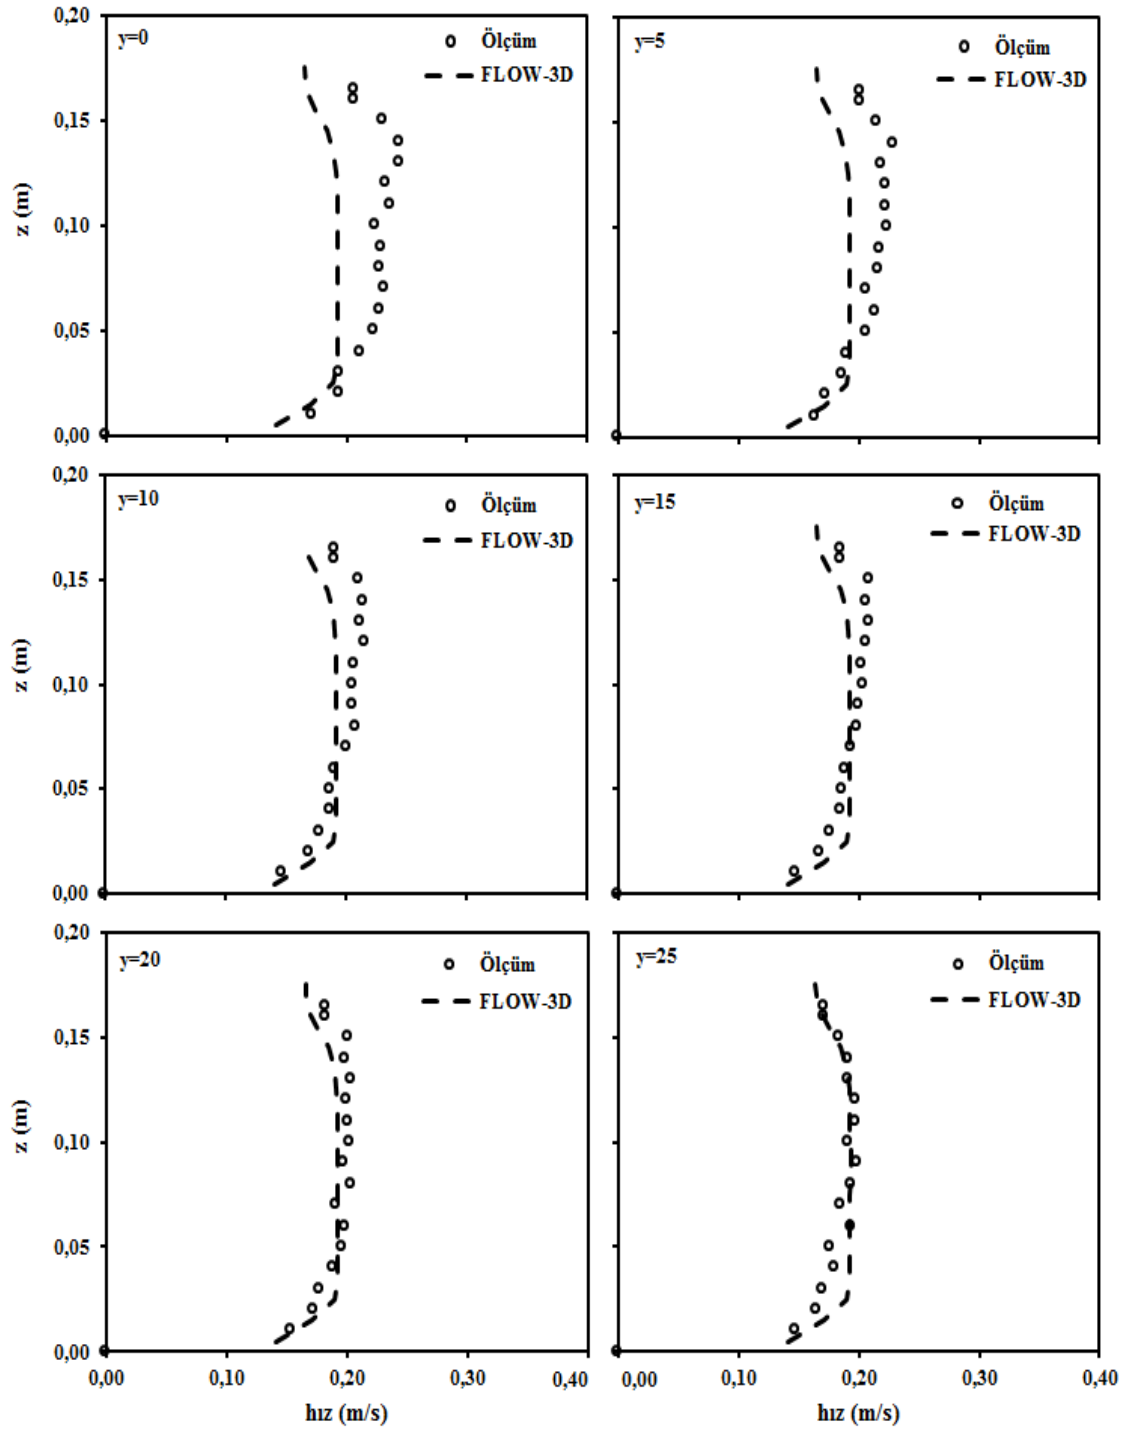 0,20
y=0
Ölçüm
FLOW-3D
0,15
z (m)
0,10
0,05
0,00
y=5
Ölçüm
FLOW-3D
0,20
y=10
Ölçüm
FLOW-3D
0,15
z (m)
0,10
0,05
0,00
y=15
Ölçüm
FLOW-3D
0,20
y=20
Ölçüm
FLOW-3D
0,15
z (m)
0,10
0,05
0,00
0,00 0,10 0,20 0,30 0,40
hız (m/s)
y=25
Ölçüm
FLOW-3D
0,00 0,10 0,20 0,30 0,40
hız (m/s)